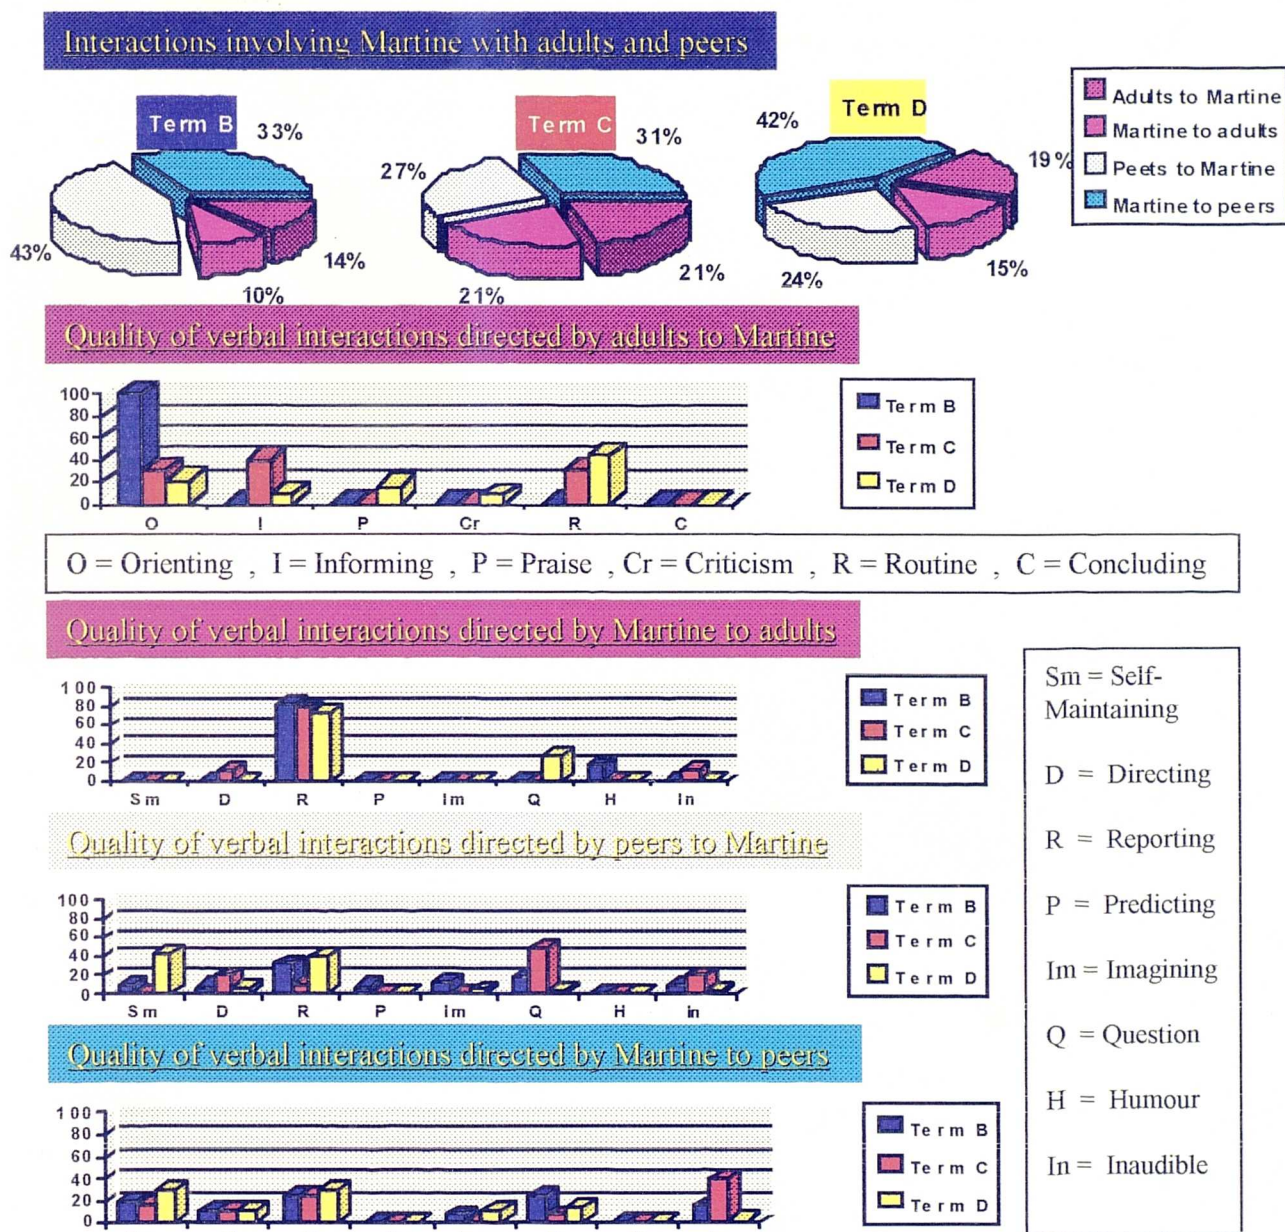 Interactions involving Martine with adults and peers
Term B
33%
43%
14%
10%
Term C
31%
27%
21%
21%
Term D
42%
19%
24%
15%
Adults to Martine
Martine to adults
Peets to Martine
Martine to peers
Quality of verbal interactions directed by adults to Martine
100
80
60
40
20
0
O I P Cr R C
Term B
Term C
Term D
O = Orienting , I = Informing , P = Praise , Cr = Criticism , R = Routine , C = Concluding
Quality of verbal interactions directed by Martine to adults
100
80
60
40
20
0
Sm D R P Im Q H In
Term B
Term C
Term D
Quality of verbal interactions directed by peers to Martine
100
80
60
40
20
0
Sm D R P Im Q H in
Term B
Term C
Term D
Quality of verbal interactions directed by Martine to peers
100
80
60
40
20
0
Term B
Term C
Term D
Sm = Self-
Maintaining
D = Directing
R = Reporting
P = Predicting
Im = Imagining
Q = Question
H = Humour
In = Inaudible